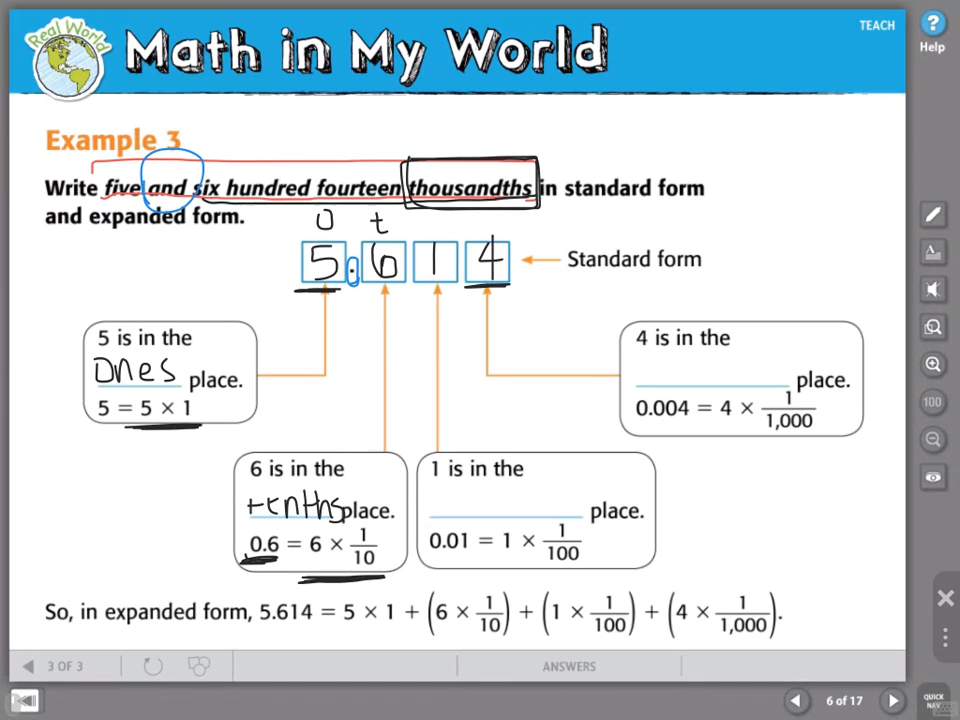 Real World
Math in My World
TEACH
?
Help
Example 3
Write five and six hundred fourteen thousandths in standard form
and expanded form.
O t
5 . 6 1 4
Standard form
5 is in the
ones place.
5 = 5 × 1
4 is in the
place.
0.004 = 4 × 1/1,000
6 is in the
tenths place.
0.6 = 6 × 1/10
1 is in the
place.
0.01 = 1 × 1/100
So, in expanded form, 5.614 = 5 × 1 + (6 × 1/10) + (1 × 1/100) + (4 × 1/1,000).
A
100
3 OF 3
ANSWERS
6 of 17
QUICK
NAV